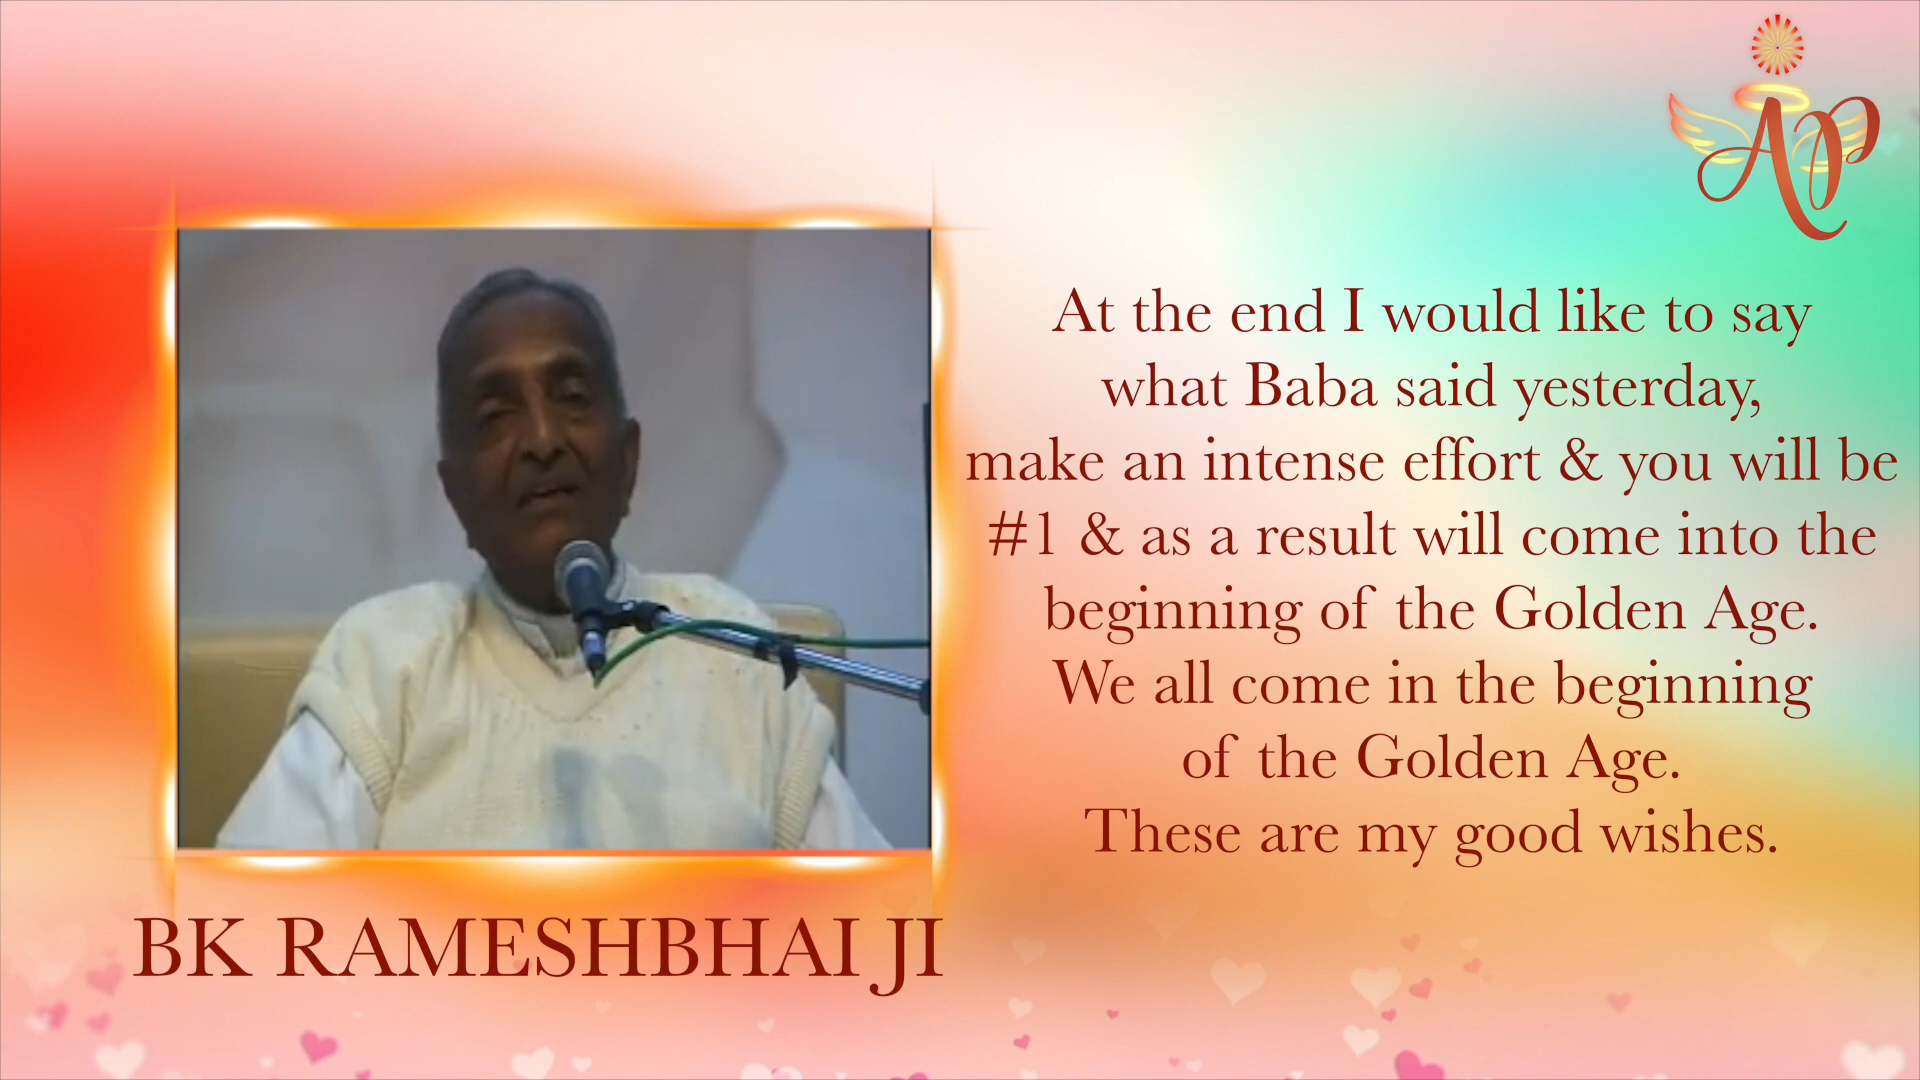 AP
At the end I would like to say
what Baba said yesterday,
make an intense effort & you will be
#1 & as a result will come into the
beginning of the Golden Age.
We all come in the beginning
of the Golden Age.
These are my good wishes.
BK RAMESHBHAI JI